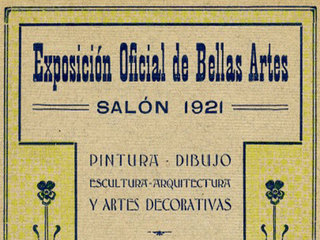 Exposición Oficial de Bellas Artes
SALÓN 1921
PINTURA · DIBUJO
ESCULTURA · ARQUITECTURA
Y ARTES DECORATIVAS